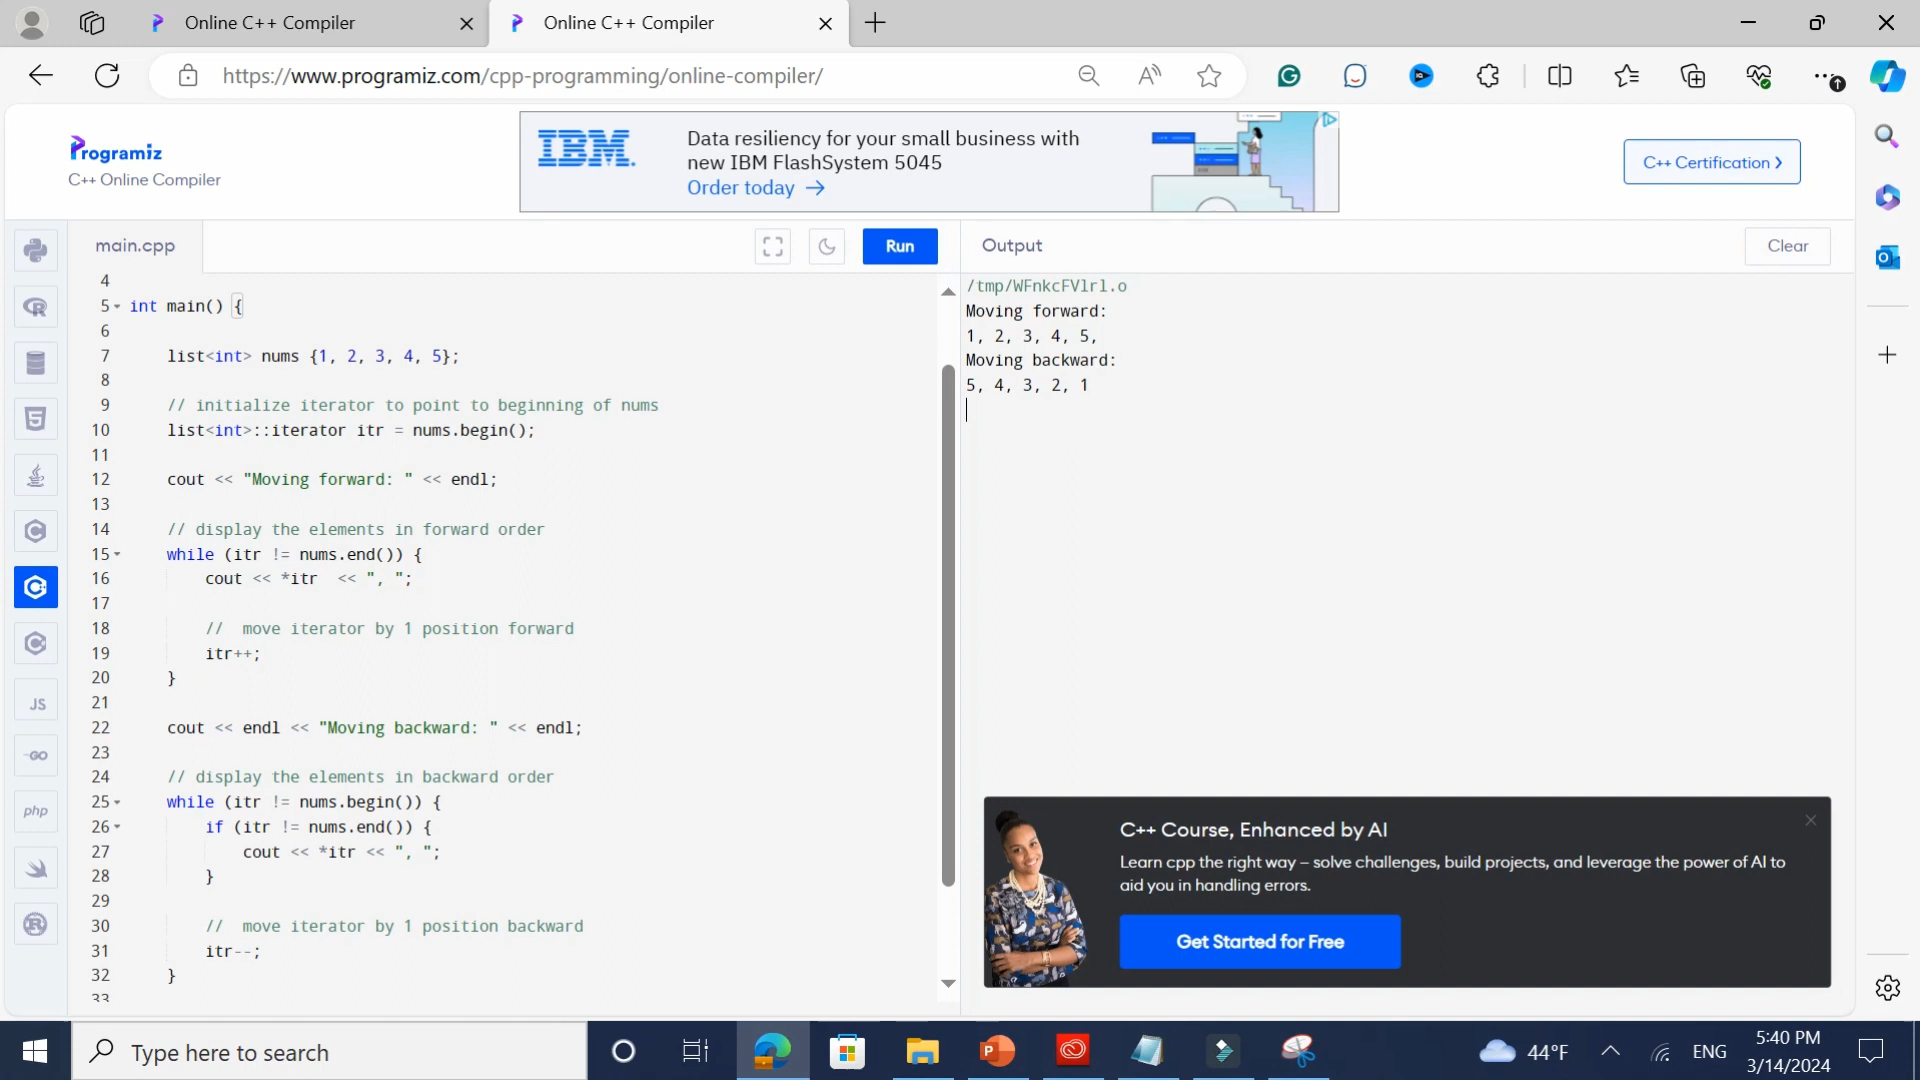 Online C++ Compiler
Online C++ Compiler
https://www.programiz.com/cpp-programming/online-compiler/
Programiz
C++ Online Compiler
IBM.
Data resiliency for your small business with
new IBM FlashSystem 5045
Order today →
C++ Certification >
main.cpp
Run
Output
Clear
4
5 int main() {
6
7 list<int> nums {1, 2, 3, 4, 5};
8
9 // initialize iterator to point to beginning of nums
10 list<int>::iterator itr = nums.begin();
11
12 cout << "Moving forward: " << endl;
13
14 // display the elements in forward order
15 while (itr != nums.end()) {
16 cout << *itr  << ", ";
17
18 //  move iterator by 1 position forward
19 itr++;
20 }
21
22 cout << endl << "Moving backward: " << endl;
23
24 // display the elements in backward order
25 while (itr != nums.begin()) {
26 if (itr != nums.end()) {
27 cout << *itr << ", ";
28 }
29
30 //  move iterator by 1 position backward
31 itr--;
32 }
33
/tmp/WFnkcFVlrl.o
Moving forward:
1, 2, 3, 4, 5,
Moving backward:
5, 4, 3, 2, 1
JS
GO
php
C++ Course, Enhanced by AI
Learn cpp the right way – solve challenges, build projects, and leverage the power of AI to
aid you in handling errors.
Get Started for Free
Type here to search
44°F
ENG
5:40 PM
3/14/2024